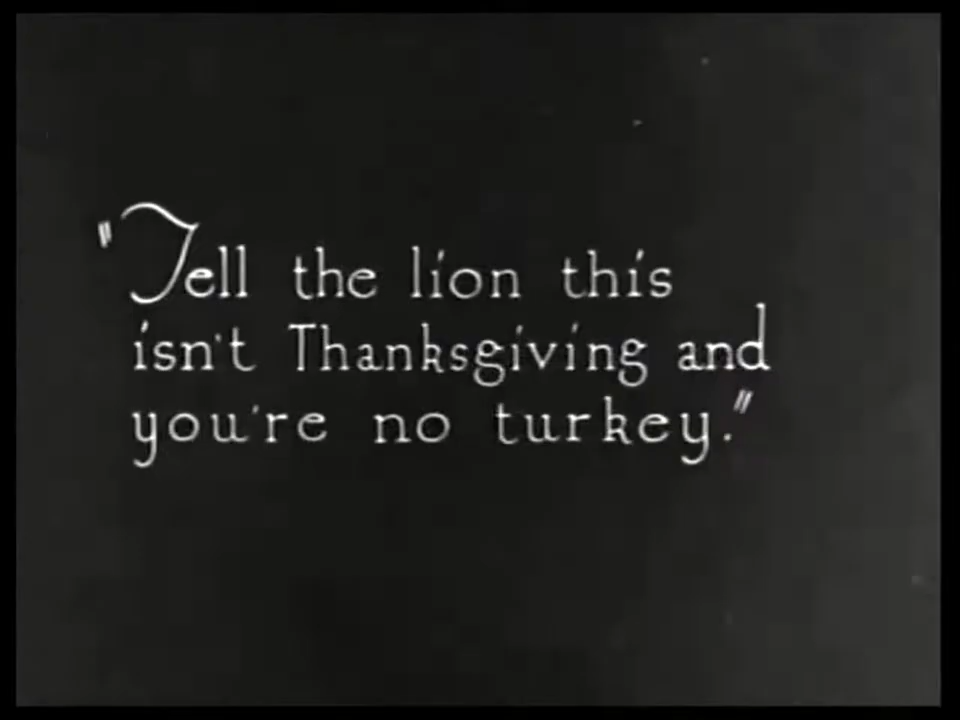 "Tell the lion this
isn't Thanksgiving and
you're no turkey."